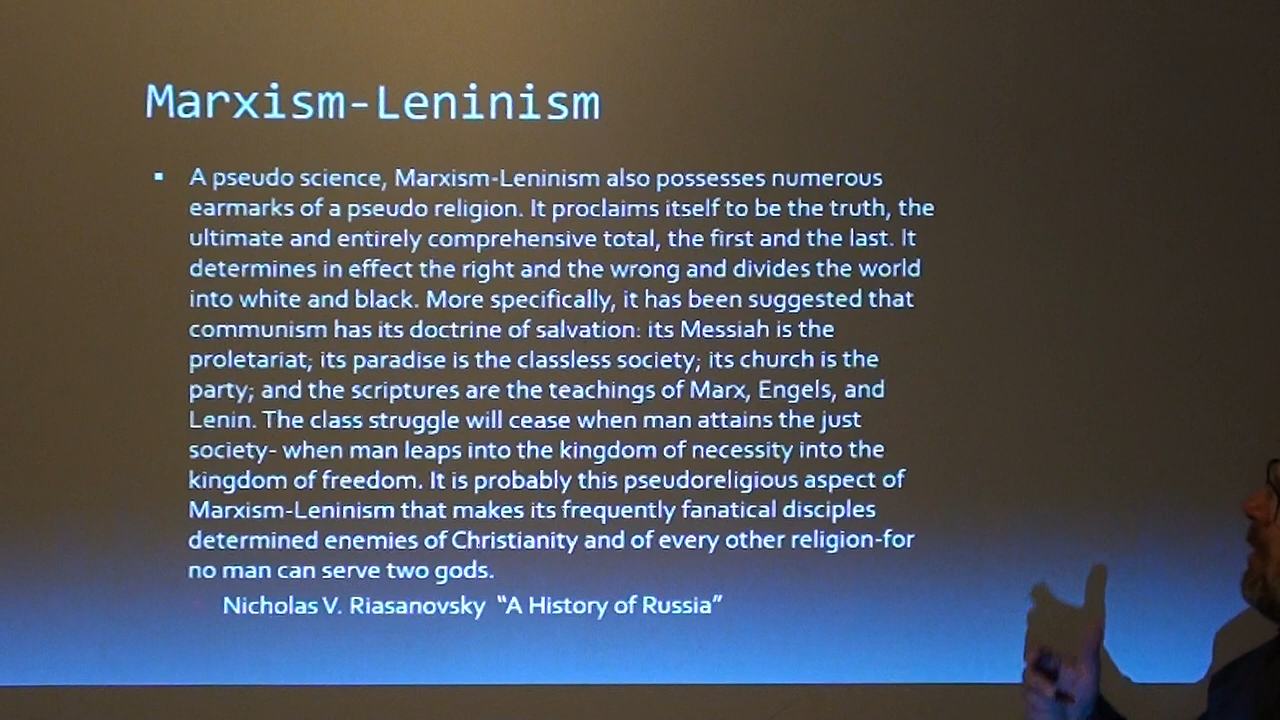 Marxism-Leninism
▪ A pseudo science, Marxism-Leninism also possesses numerous
earmarks of a pseudo religion. It proclaims itself to be the truth, the
ultimate and entirely comprehensive total, the first and the last. It
determines in effect the right and the wrong and divides the world
into white and black. More specifically, it has been suggested that
communism has its doctrine of salvation: its Messiah is the
proletariat; its paradise is the classless society; its church is the
party; and the scriptures are the teachings of Marx, Engels, and
Lenin. The class struggle will cease when man attains the just
society- when man leaps into the kingdom of necessity into the
kingdom of freedom. It is probably this pseudoreligious aspect of
Marxism-Leninism that makes its frequently fanatical disciples
determined enemies of Christianity and of every other religion-for
no man can serve two gods.
Nicholas V. Riasanovsky “A History of Russia”